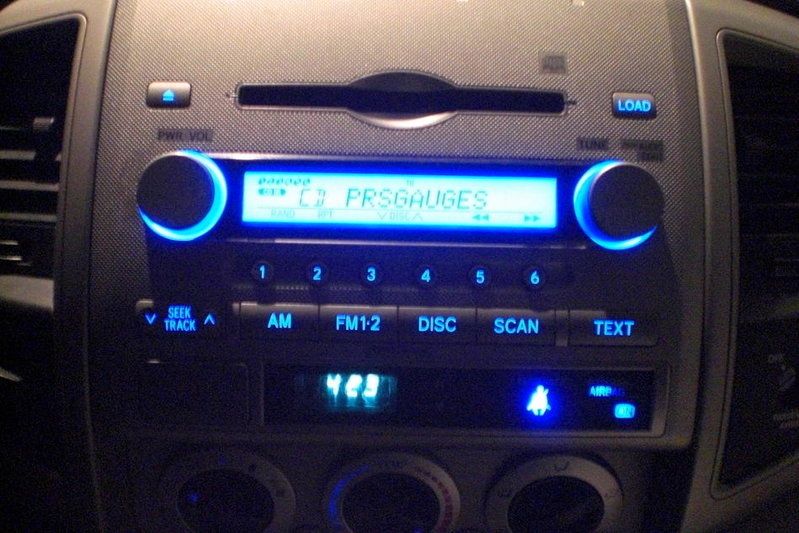 LOAD
PWR VOL
TUNE
CD PRSGAUGES
RAND RPT ∨DISC∧
1 2 3 4 5 6
SEEK
TRACK
AM FM1·2 DISC SCAN TEXT
4:23